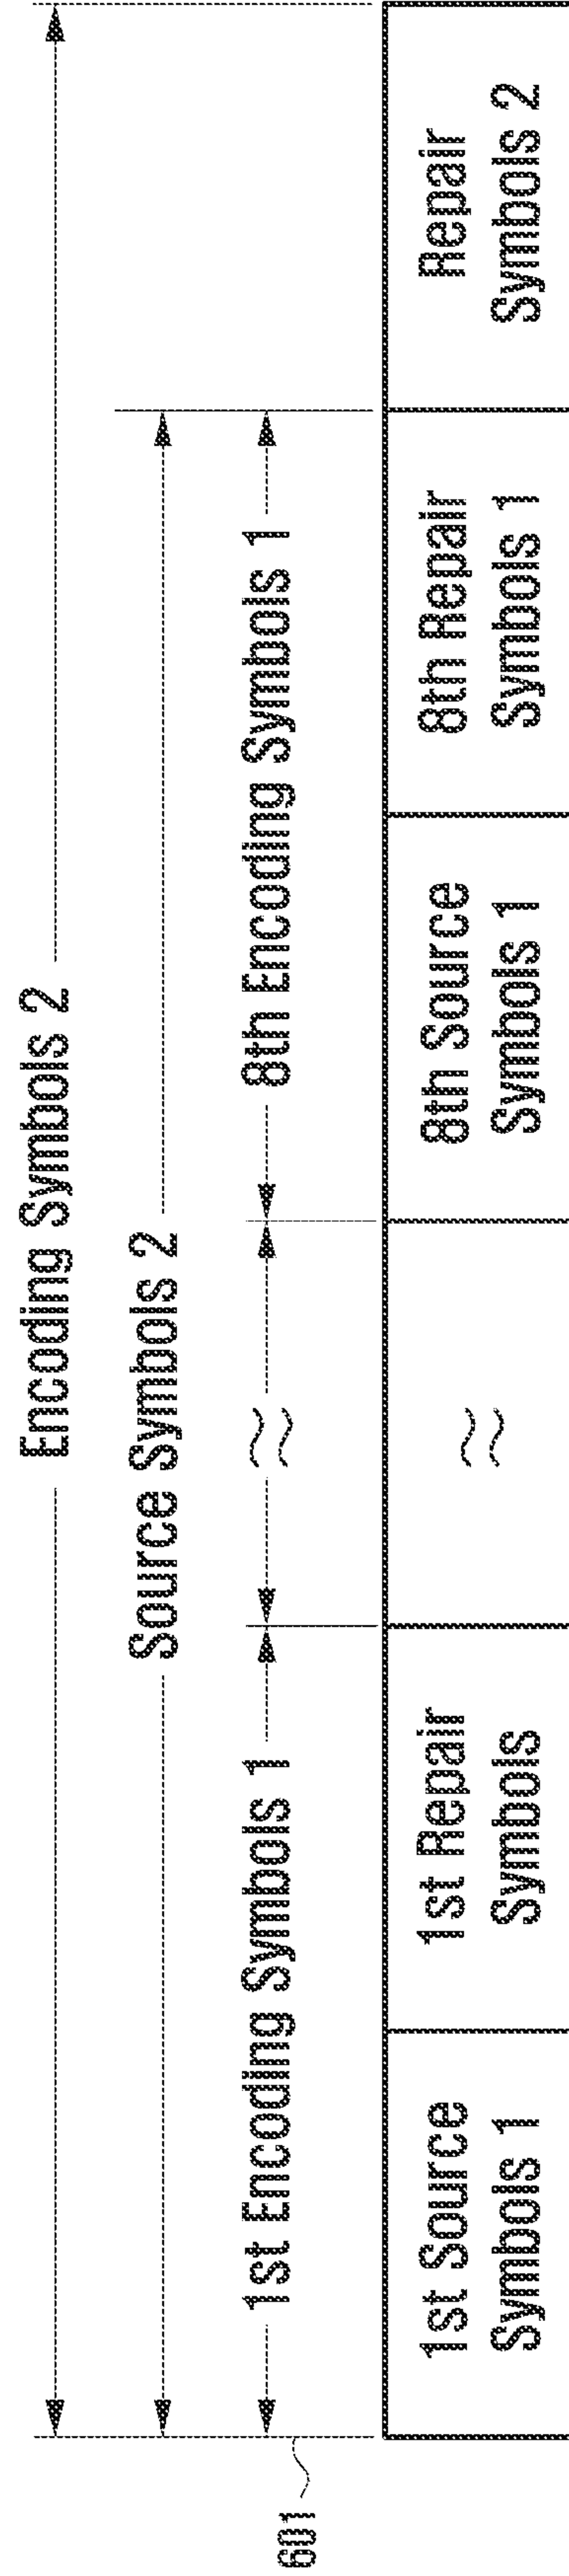 Encoding Symbols 2
Source Symbols 2
1st Encoding Symbols 1
8th Encoding Symbols 1
601
1st Source
Symbols 1
1st Repair
Symbols
8th Source
Symbols 1
8th Repair
Symbols 1
Repair
Symbols 2